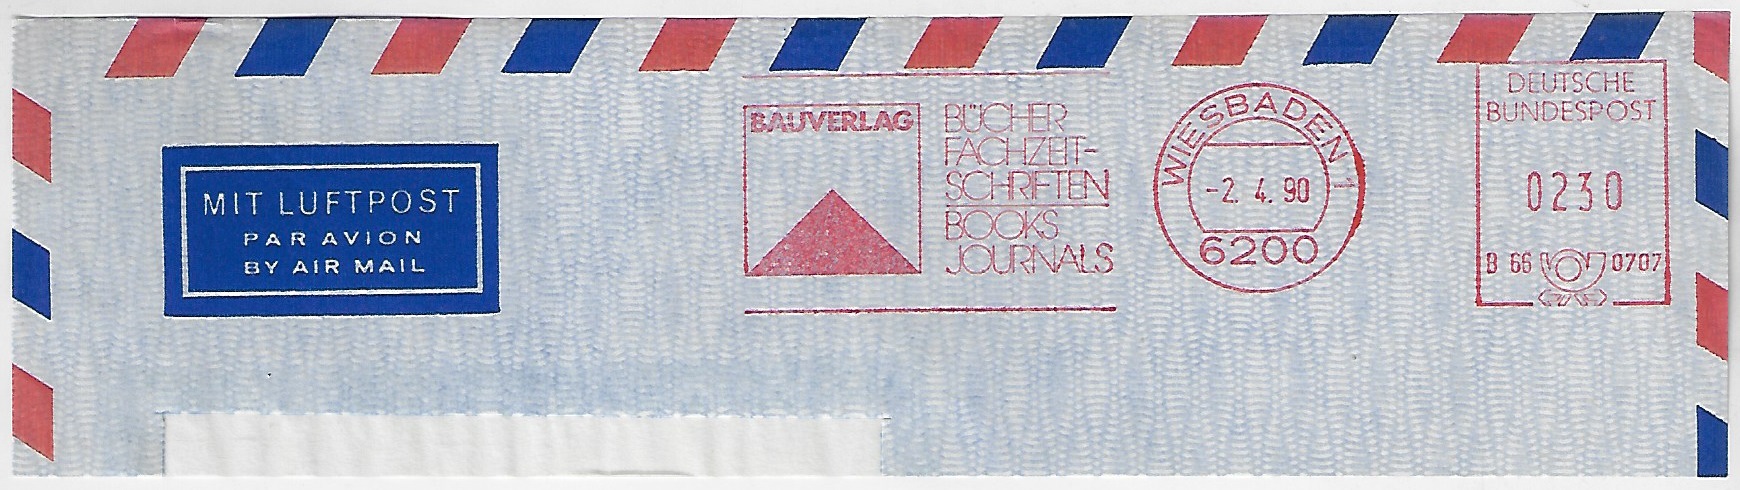 MIT LUFTPOST
PAR AVION
BY AIR MAIL
BAUVERLAG
BÜCHER
FACHZEIT-
SCHRIFTEN
BOOKS
JOURNALS
WIESBADEN 1
-2. 4. 90
6200
DEUTSCHE
BUNDESPOST
0230
B 66 0707